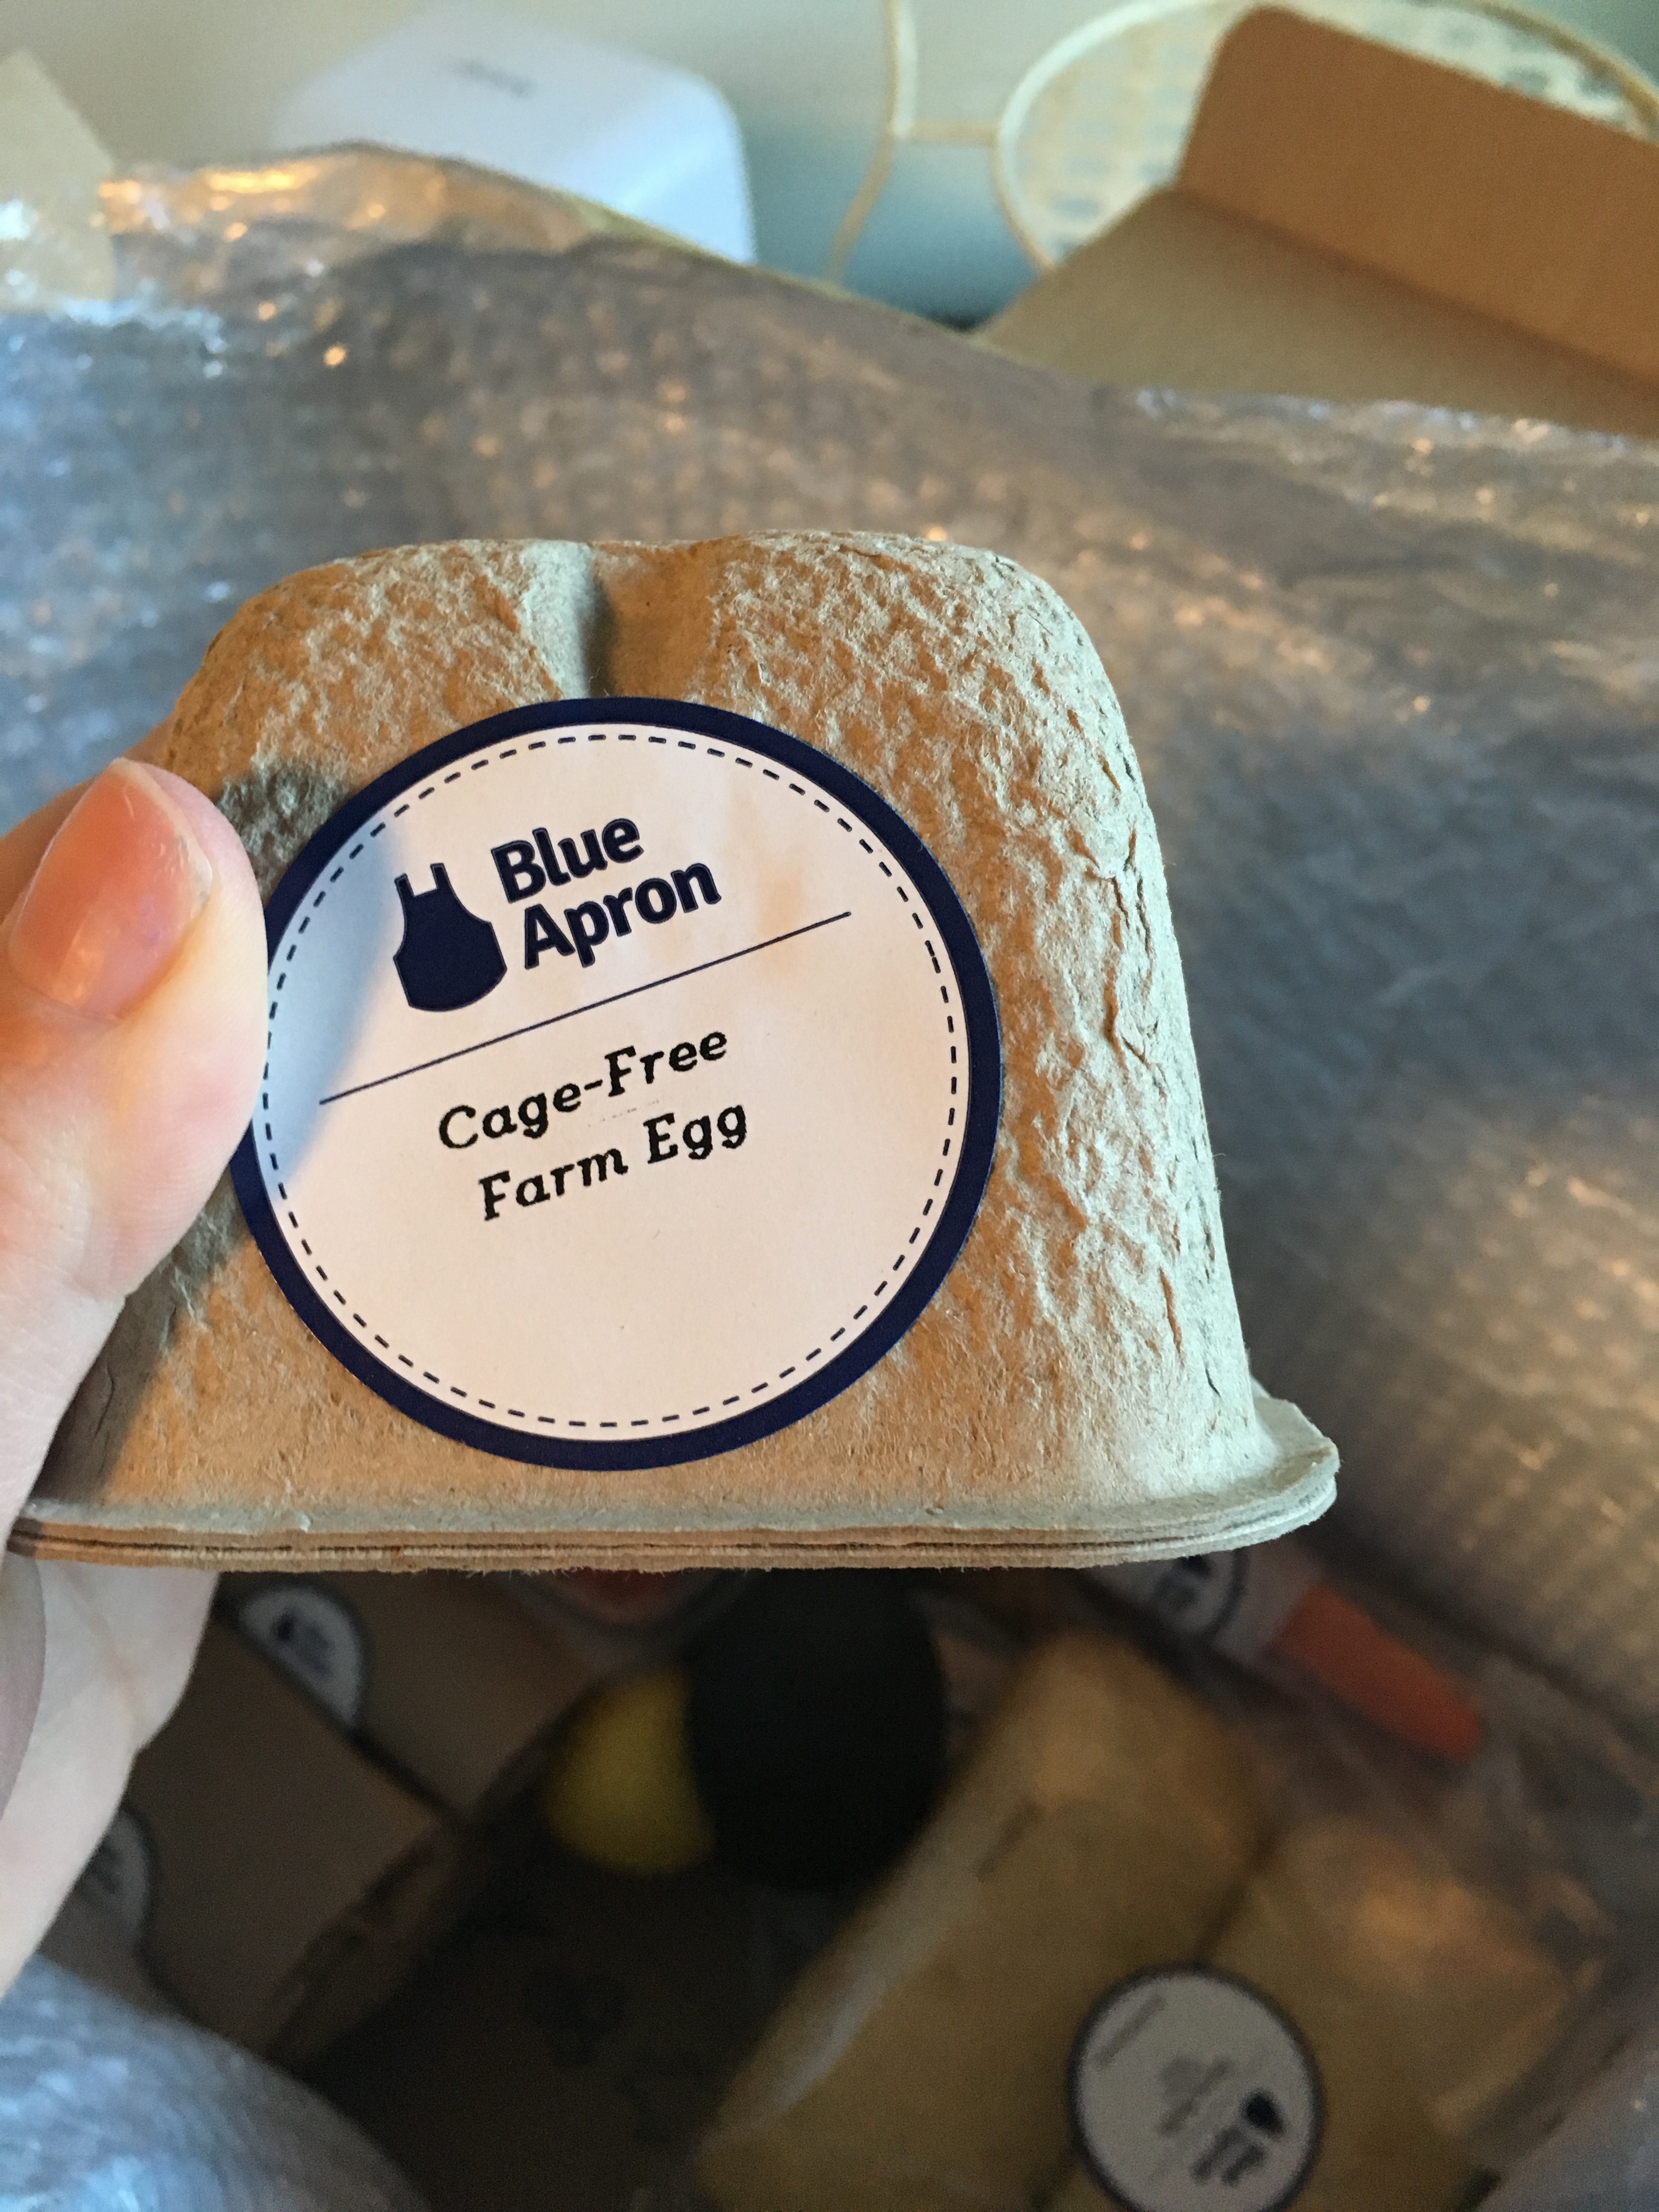 Blue
Apron
Cage-Free
Farm Egg